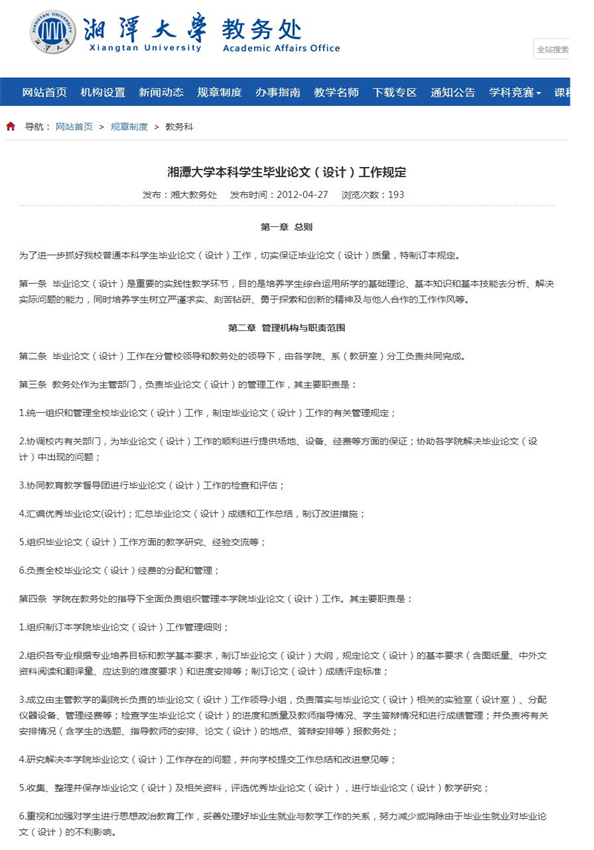 湘潭大学 教务处
Xiangtan University Academic Affairs Office
全站搜索
网站首页 机构设置 新闻动态 规章制度 办事指南 教学名师 下载专区 通知公告 学科竞赛 课程
导航： 网站首页 > 规章制度 > 教务科
湘潭大学本科学生毕业论文（设计）工作规定
发布：湘大教务处 发布时间：2012-04-27 浏览次数：193
第一章 总则
为了进一步抓好我校普通本科学生毕业论文（设计）工作，切实保证毕业论文（设计）质量，特制订本规定。
第一条 毕业论文（设计）是重要的实践性教学环节，目的是培养学生综合运用所学的基础理论、基本知识和基本技能去分析、解决
实际问题的能力，同时培养学生树立严谨求实、刻苦钻研、勇于探索和创新的精神及与他人合作的工作作风等。
第二章 管理机构与职责范围
第二条 毕业论文（设计）工作在分管校领导和教务处的领导下，由各学院、系（教研室）分工负责共同完成。
第三条 教务处作为主管部门，负责毕业论文（设计）的管理工作，其主要职责是：
1.统一组织和管理全校毕业论文（设计）工作，制定毕业论文（设计）工作的有关管理规定；
2.协调校内有关部门，为毕业论文（设计）工作的顺利进行提供场地、设备、经费等方面的保证；协助各学院解决毕业论文（设
计）中出现的问题；
3.协同教育教学督导团进行毕业论文（设计）工作的检查和评估；
4.汇编优秀毕业论文(设计)；汇总毕业论文（设计）成绩和工作总结，制订改进措施；
5.组织毕业论文（设计）工作方面的教学研究、经验交流等；
6.负责全校毕业论文（设计）经费的分配和管理；
第四条 学院在教务处的指导下全面负责组织管理本学院毕业论文（设计）工作。其主要职责是：
1.组织制订本学院毕业论文（设计）工作管理细则；
2.组织各专业根据专业培养目标和教学基本要求，制订毕业论文（设计）大纲，规定论文（设计）的基本要求（含图纸量、中外文
资料阅读和翻译量、应达到的难度要求）和进度安排等；制订论文（设计）成绩评定标准；
3.成立由主管教学的副院长负责的毕业论文（设计）工作领导小组，负责落实与毕业论文（设计）相关的实验室（设计室）、分配
仪器设备、管理经费等；检查学生毕业论文（设计）的进度和质量及教师指导情况、学生答辩情况和进行成绩管理；并负责将有关
安排情况（含学生的选题、指导教师的安排、论文（设计）的地点、答辩安排等）报教务处；
4.研究解决本学院毕业论文（设计）工作存在的问题，并向学校提交工作总结和改进意见等；
5.收集、整理并保存毕业论文（设计）及相关资料，评选优秀毕业论文（设计），进行毕业论文（设计）教学研究；
6.重视和加强对学生进行思想政治教育工作，妥善处理好毕业生就业与教学工作的关系，努力减少或消除由于毕业生就业对毕业论
文（设计）的不利影响。